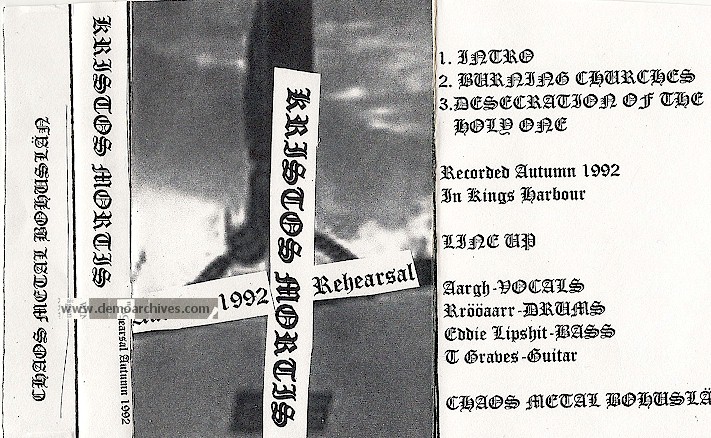 CHAOS METAL BOHUSLÄN
KRISTOS MORTIS
Rehearsal Autumn 1992
KRISTOS MORTIS
1992 Rehearsal
www.demoarchives.com
1. INTRO
2. BURNING CHURCHES
3.DESECRATION OF THE
HOLY ONE
Recorded Autumn 1992
In Kings Harbour
LINE UP
Aargh-VOCALS
Rrööaarr-DRUMS
Eddie Lipshit-BASS
T Graves-Guitar
CHAOS METAL BOHUSLÄ